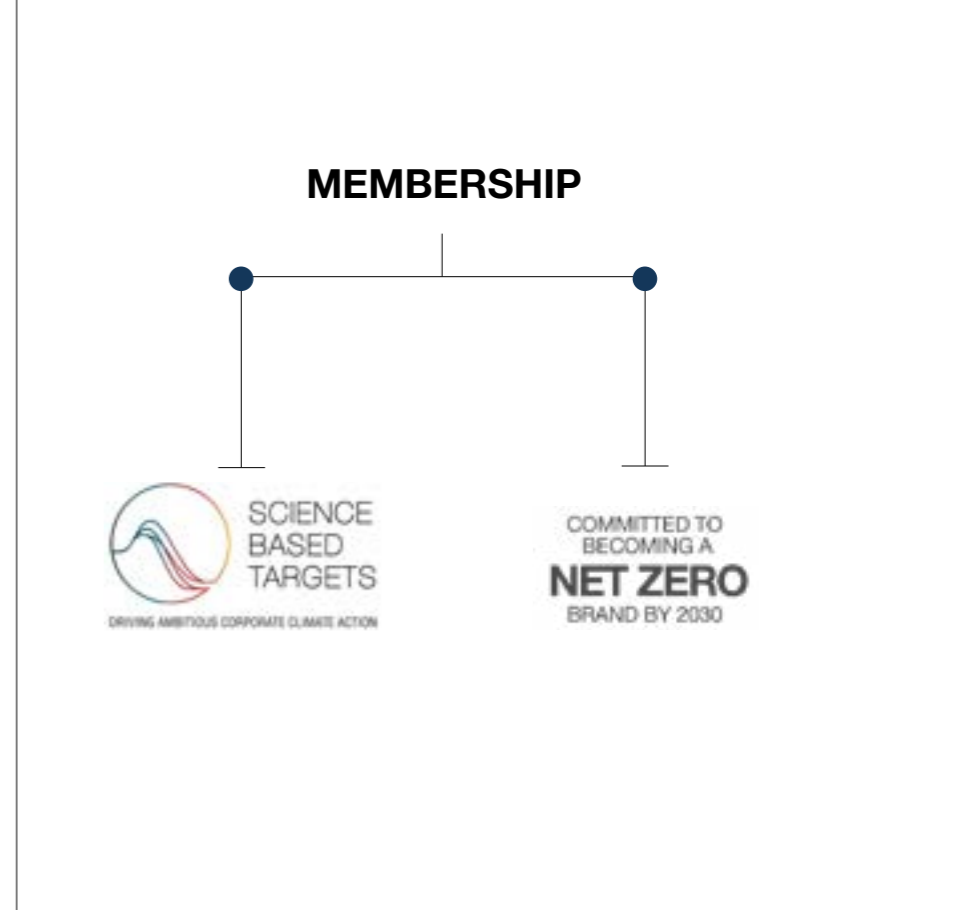 MEMBERSHIP
SCIENCE
BASED
TARGETS
DRIVING AMBITIOUS CORPORATE CLIMATE ACTION
COMMITTED TO
BECOMING A
NET ZERO
BRAND BY 2030